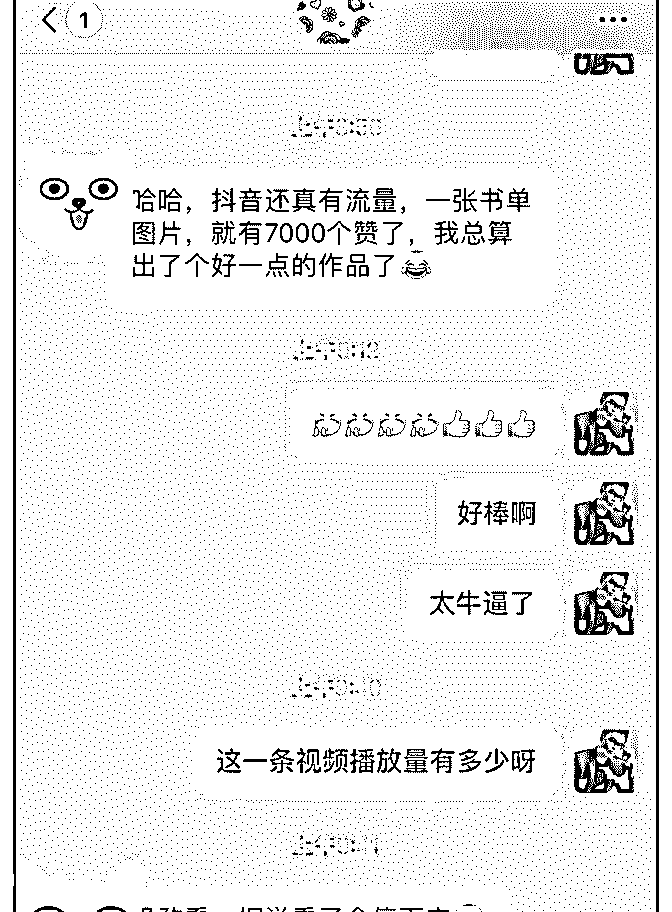 1
哈哈，抖音还真有流量，一张书单
图片，就有7000个赞了，我总算
出了个好一点的作品了😂
👏👏👏👏👍👍👍
好棒啊
太牛逼了
这一条视频播放量有多少呀